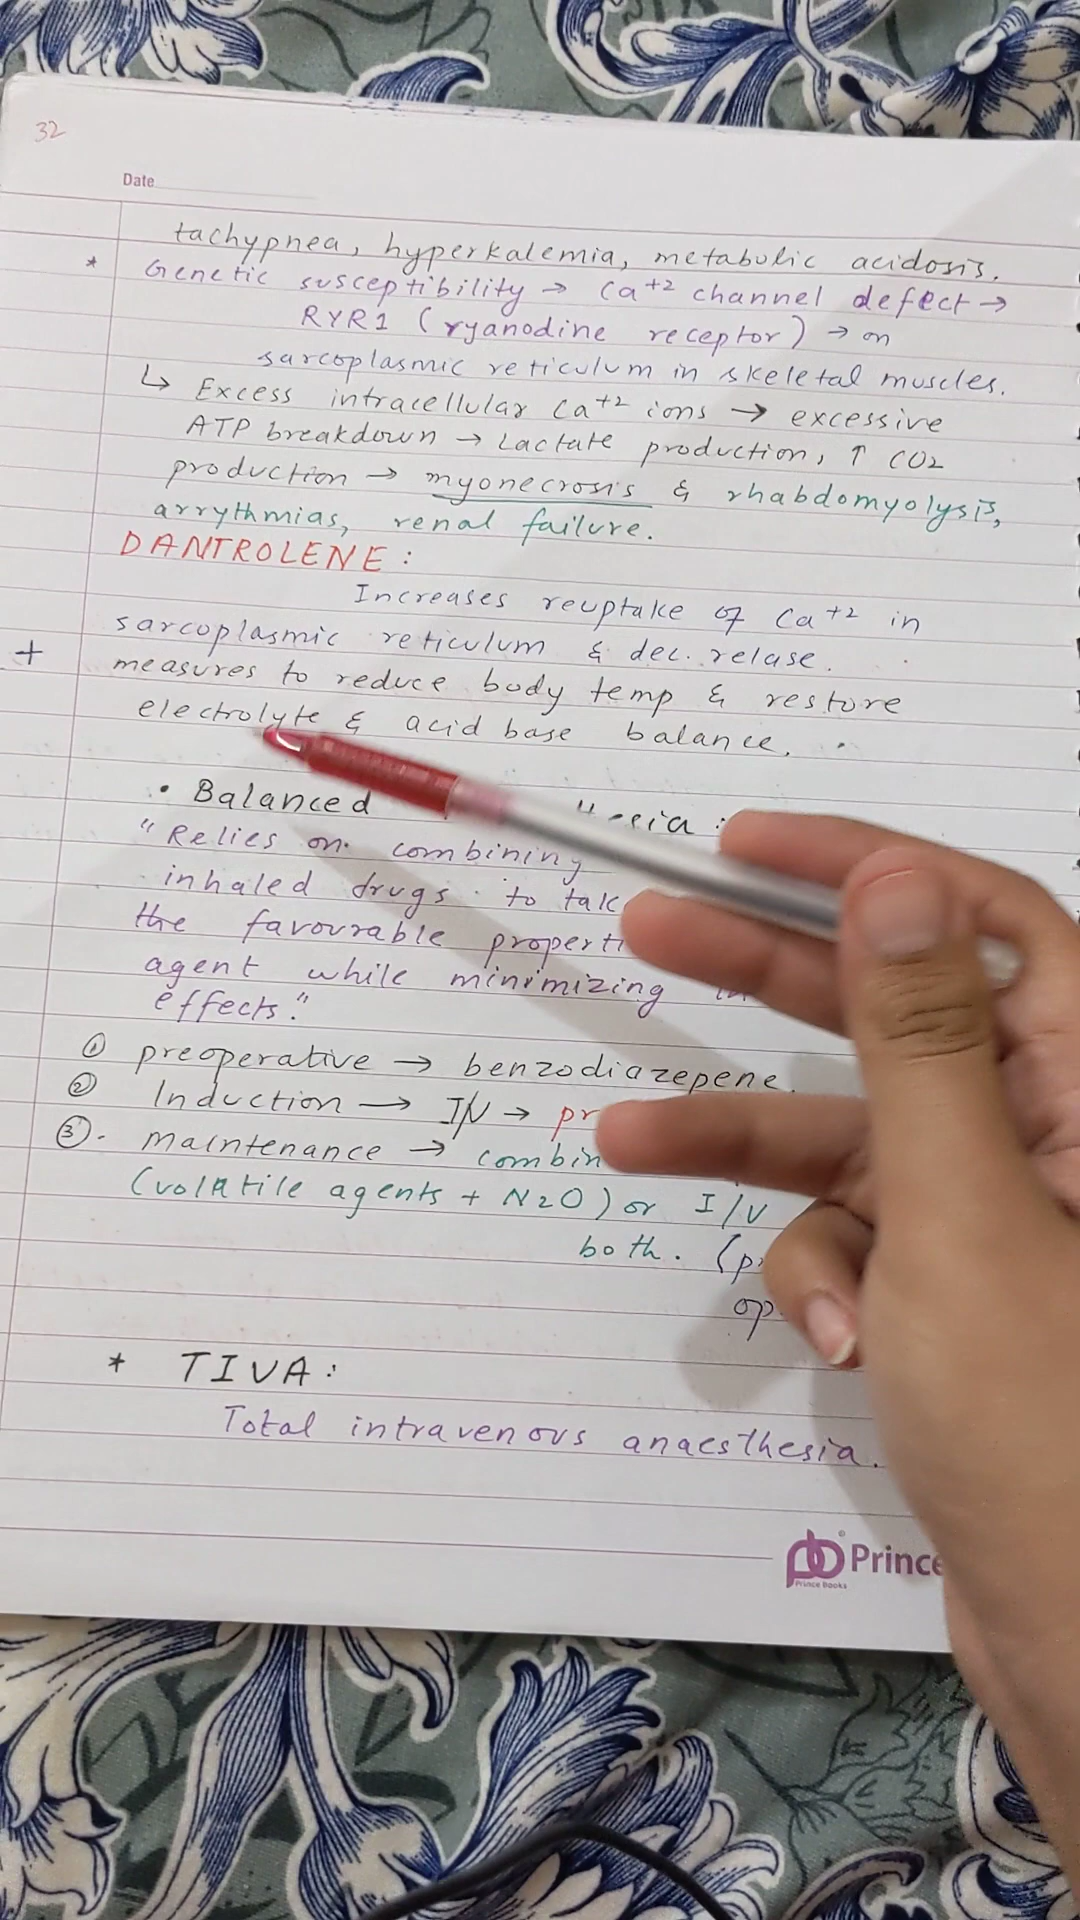 32
Date
tachypnea, hyperkalemia, metabolic acidosis.
* Genetic susceptibility → Ca+2 channel defect →
RYR1 (ryanodine receptor) → on
sarcoplasmic reticulum in skeletal muscles.
↳ Excess intracellular Ca+2 ions → excessive
ATP breakdown → Lactate production, ↑ CO2
production → myonecrosis & rhabdomyolysis,
arrythmias, renal failure.
DANTROLENE :
Increases reuptake of Ca+2 in
sarcoplasmic reticulum & dec. relase.
+ measures to reduce body temp & restore
electrolyte & acid base balance.
• Balanced
"Relies on combining
inhaled drugs to
the favourable
agent while minimizing
effects."
① preoperative → benzodiazepene.
② Induction → I/V →
③. maintenance →
(volatile agents + N2O) or I/V
both.
* TIVA :
Total intravenous anaesthesia.
Prince
Prince Books